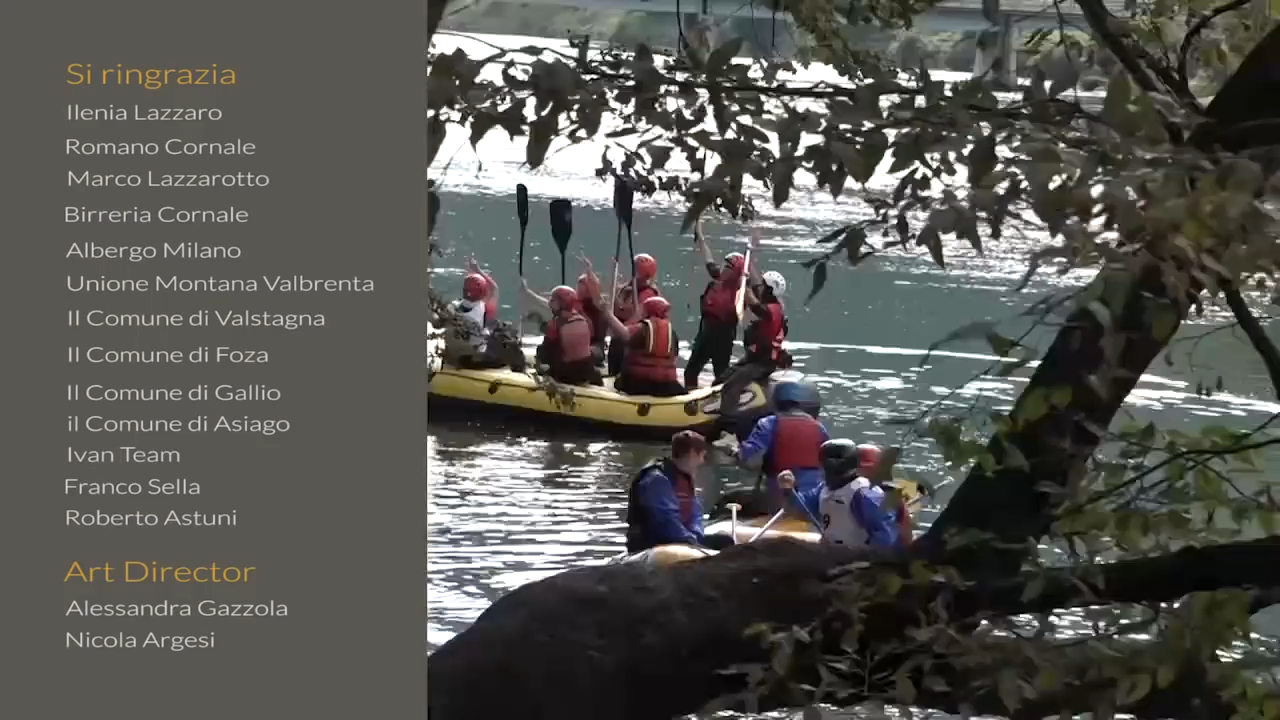 Si ringrazia
Ilenia Lazzaro
Romano Cornale
Marco Lazzarotto
Birreria Cornale
Albergo Milano
Unione Montana Valbrenta
Il Comune di Valstagna
Il Comune di Foza
Il Comune di Gallio
il Comune di Asiago
Ivan Team
Franco Sella
Roberto Astuni
Art Director
Alessandra Gazzola
Nicola Argesi